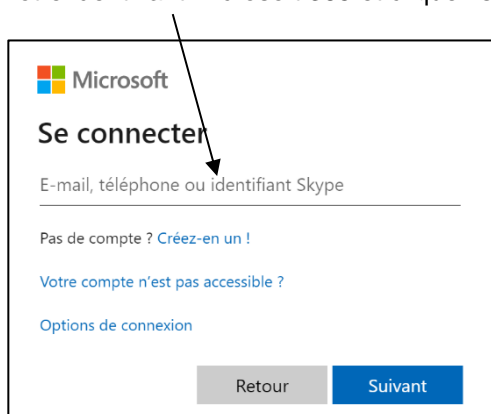 Microsoft
Se connecter
E-mail, téléphone ou identifiant Skype
Pas de compte ? Créez-en un !
Votre compte n'est pas accessible ?
Options de connexion
Retour
Suivant